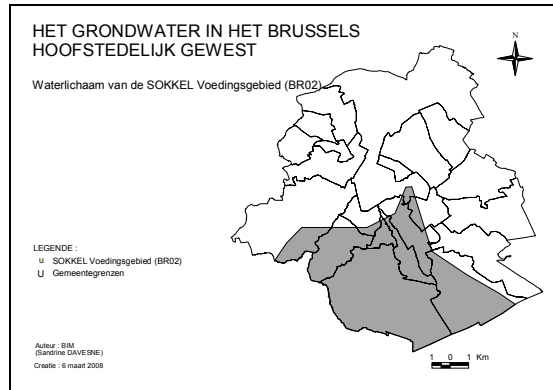 HET GRONDWATER IN HET BRUSSELS
HOOFSTEDELIJK GEWEST
N
Waterlichaam van de SOKKEL Voedingsgebied (BR02)
LEGENDE :
u SOKKEL Voedingsgebied (BR02)
U Gemeentegrenzen
Auteur : BIM
(Sandrine DAVESNE)
Creatie : 6 maart 2008
1 0 1 Km